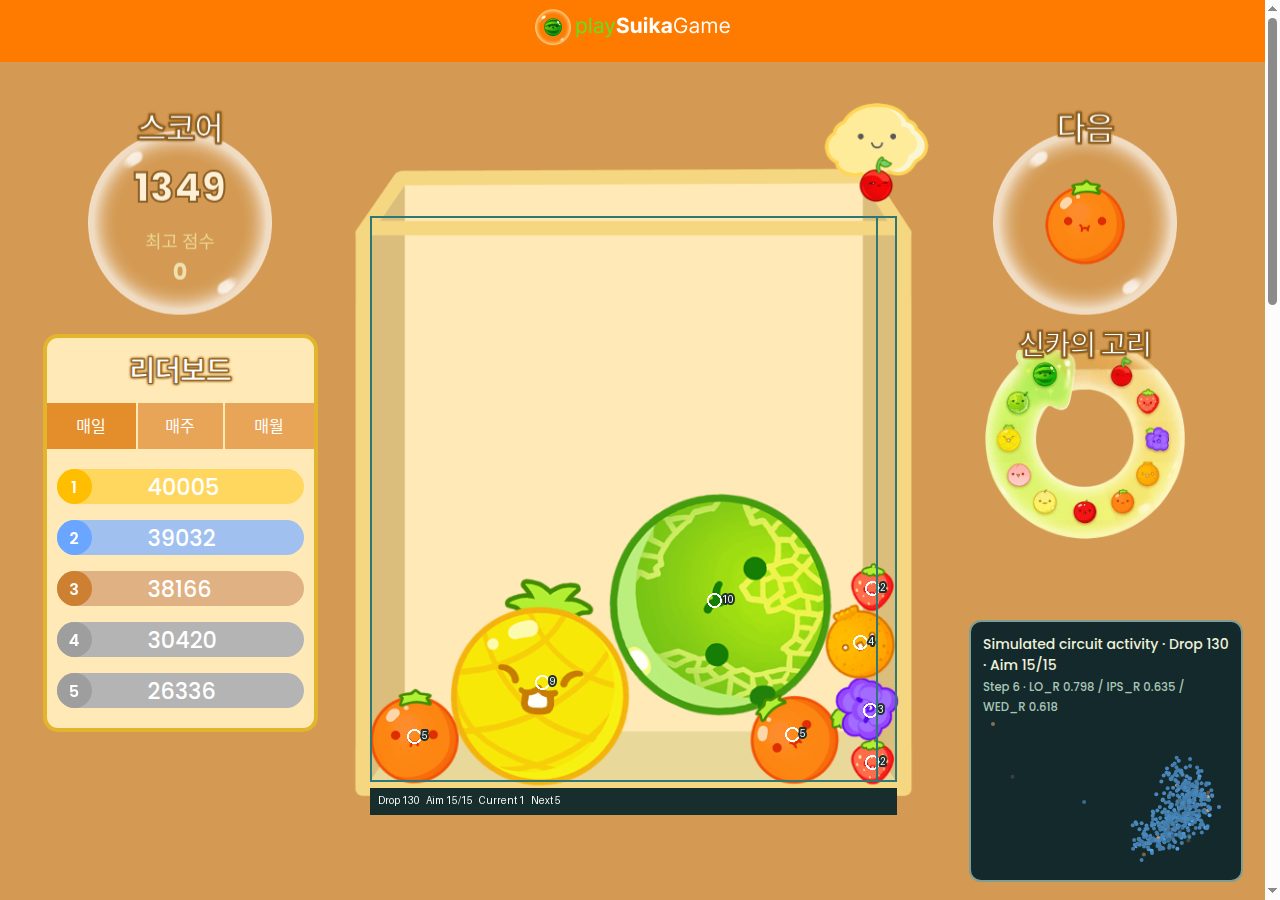 playSuikaGame
스코어
1349
최고 점수
0
다음
리더보드
매일 매주 매월
1 40005
2 39032
3 38166
4 30420
5 26336
신카의 고리
10
2
4
9
3
5
5
2
Drop 130 Aim 15/15 Current 1 Next 5
Simulated circuit activity · Drop 130
· Aim 15/15
Step 6 · LO_R 0.798 / IPS_R 0.635 /
WED_R 0.618